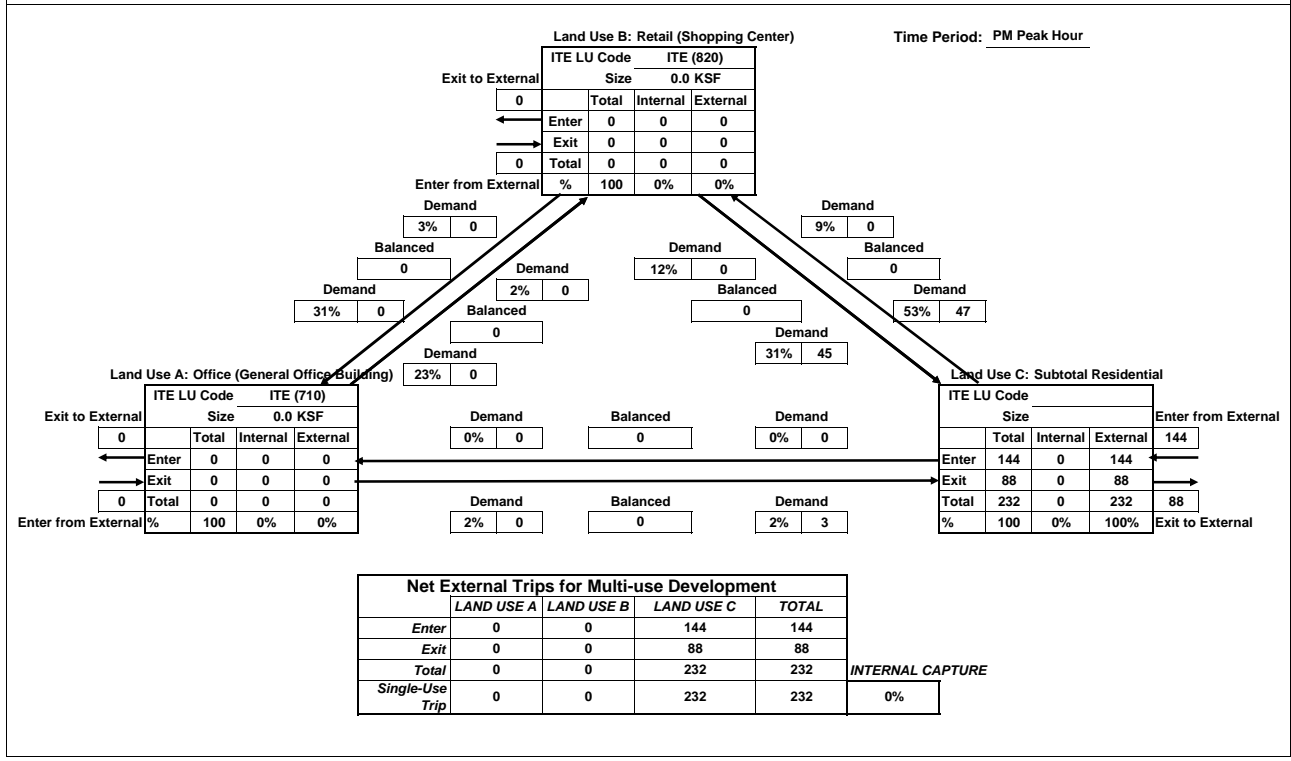 Land Use B: Retail (Shopping Center)
Time Period: PM Peak Hour
ITE LU Code ITE (820)
Exit to External Size 0.0 KSF
0 Total Internal External
Enter 0 0 0
Exit 0 0 0
0 Total 0 0 0
Enter from External % 100 0% 0%
Demand
3% 0
Balanced
0
Demand
31% 0
Demand
2% 0
Balanced
0
Demand
23% 0
Demand
12% 0
Balanced
0
Demand
31% 45
Demand
9% 0
Balanced
0
Demand
53% 47
Land Use A: Office (General Office Building)
ITE LU Code ITE (710)
Exit to External Size 0.0 KSF
0 Total Internal External
Enter 0 0 0
Exit 0 0 0
0 Total 0 0 0
Enter from External % 100 0% 0%
Demand Balanced Demand
0% 0 0 0% 0
Demand Balanced Demand
2% 0 0 2% 3
Land Use C: Subtotal Residential
ITE LU Code
Size Enter from External
Total Internal External 144
Enter 144 0 144
Exit 88 0 88
Total 232 0 232 88
% 100 0% 100% Exit to External
Net External Trips for Multi-use Development
LAND USE A LAND USE B LAND USE C TOTAL
Enter 0 0 144 144
Exit 0 0 88 88
Total 0 0 232 232 INTERNAL CAPTURE
Single-Use Trip 0 0 232 232 0%